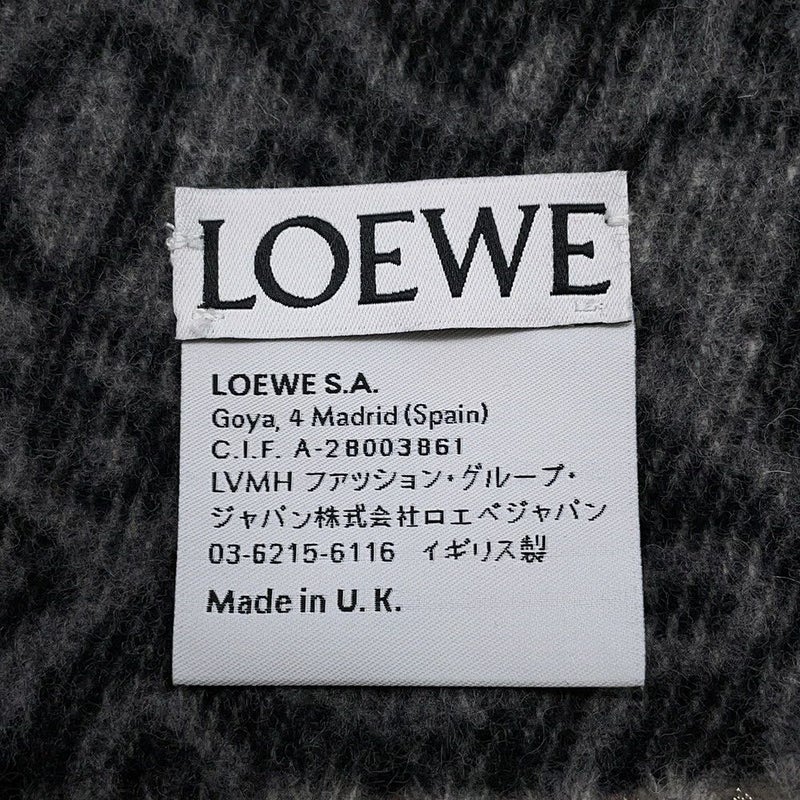 LOEWE
LOEWE S.A.
Goya, 4 Madrid (Spain)
C.I.F. A-28003861
LVMH ファッション・グループ・
ジャパン株式会社ロエベジャパン
03-6215-6116 イギリス製
Made in U. K.